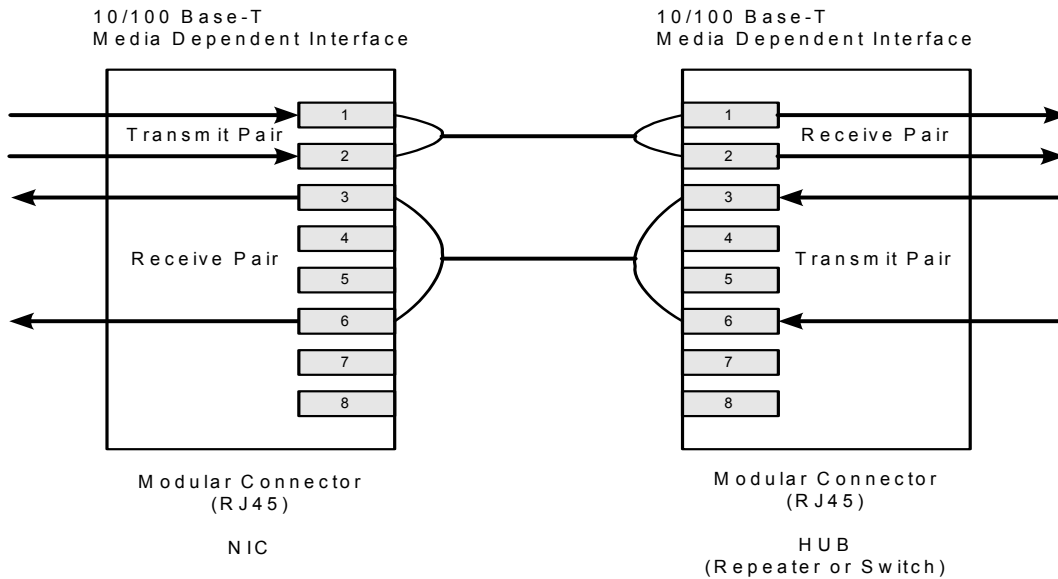 10/100 Base-T
Media Dependent Interface
10/100 Base-T
Media Dependent Interface
1
Transmit Pair
2
3
4
Receive Pair
5
6
7
8
1
Receive Pair
2
3
4
Transmit Pair
5
6
7
8
Modular Connector
(RJ45)
NIC
Modular Connector
(RJ45)
HUB
(Repeater or Switch)